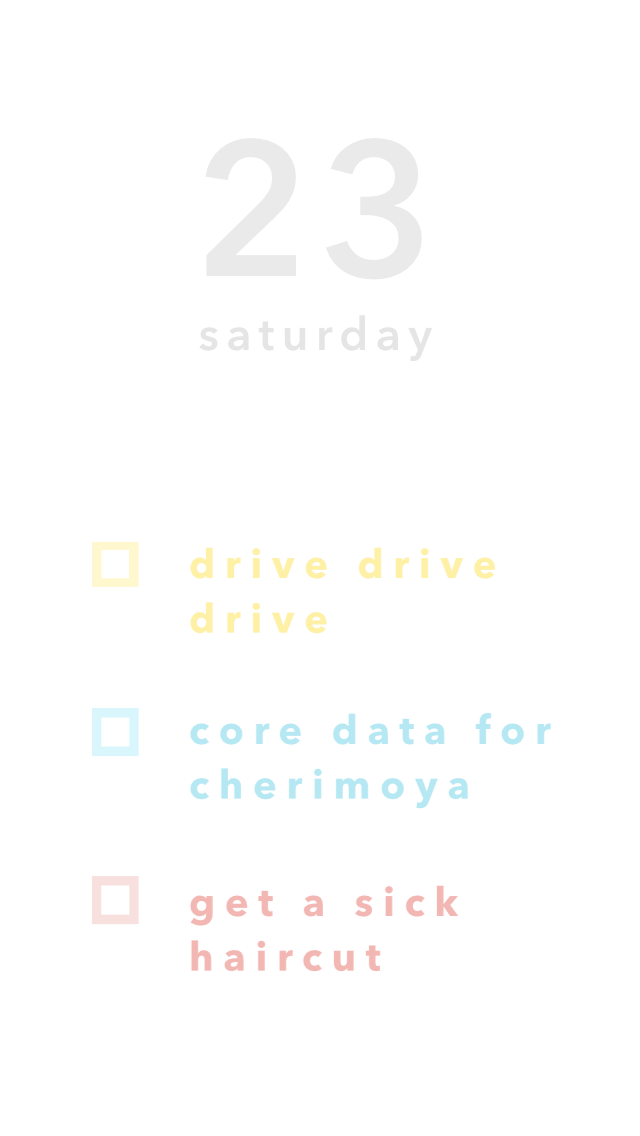 23
saturday
drive drive
drive
core data for
cherimoya
get a sick
haircut